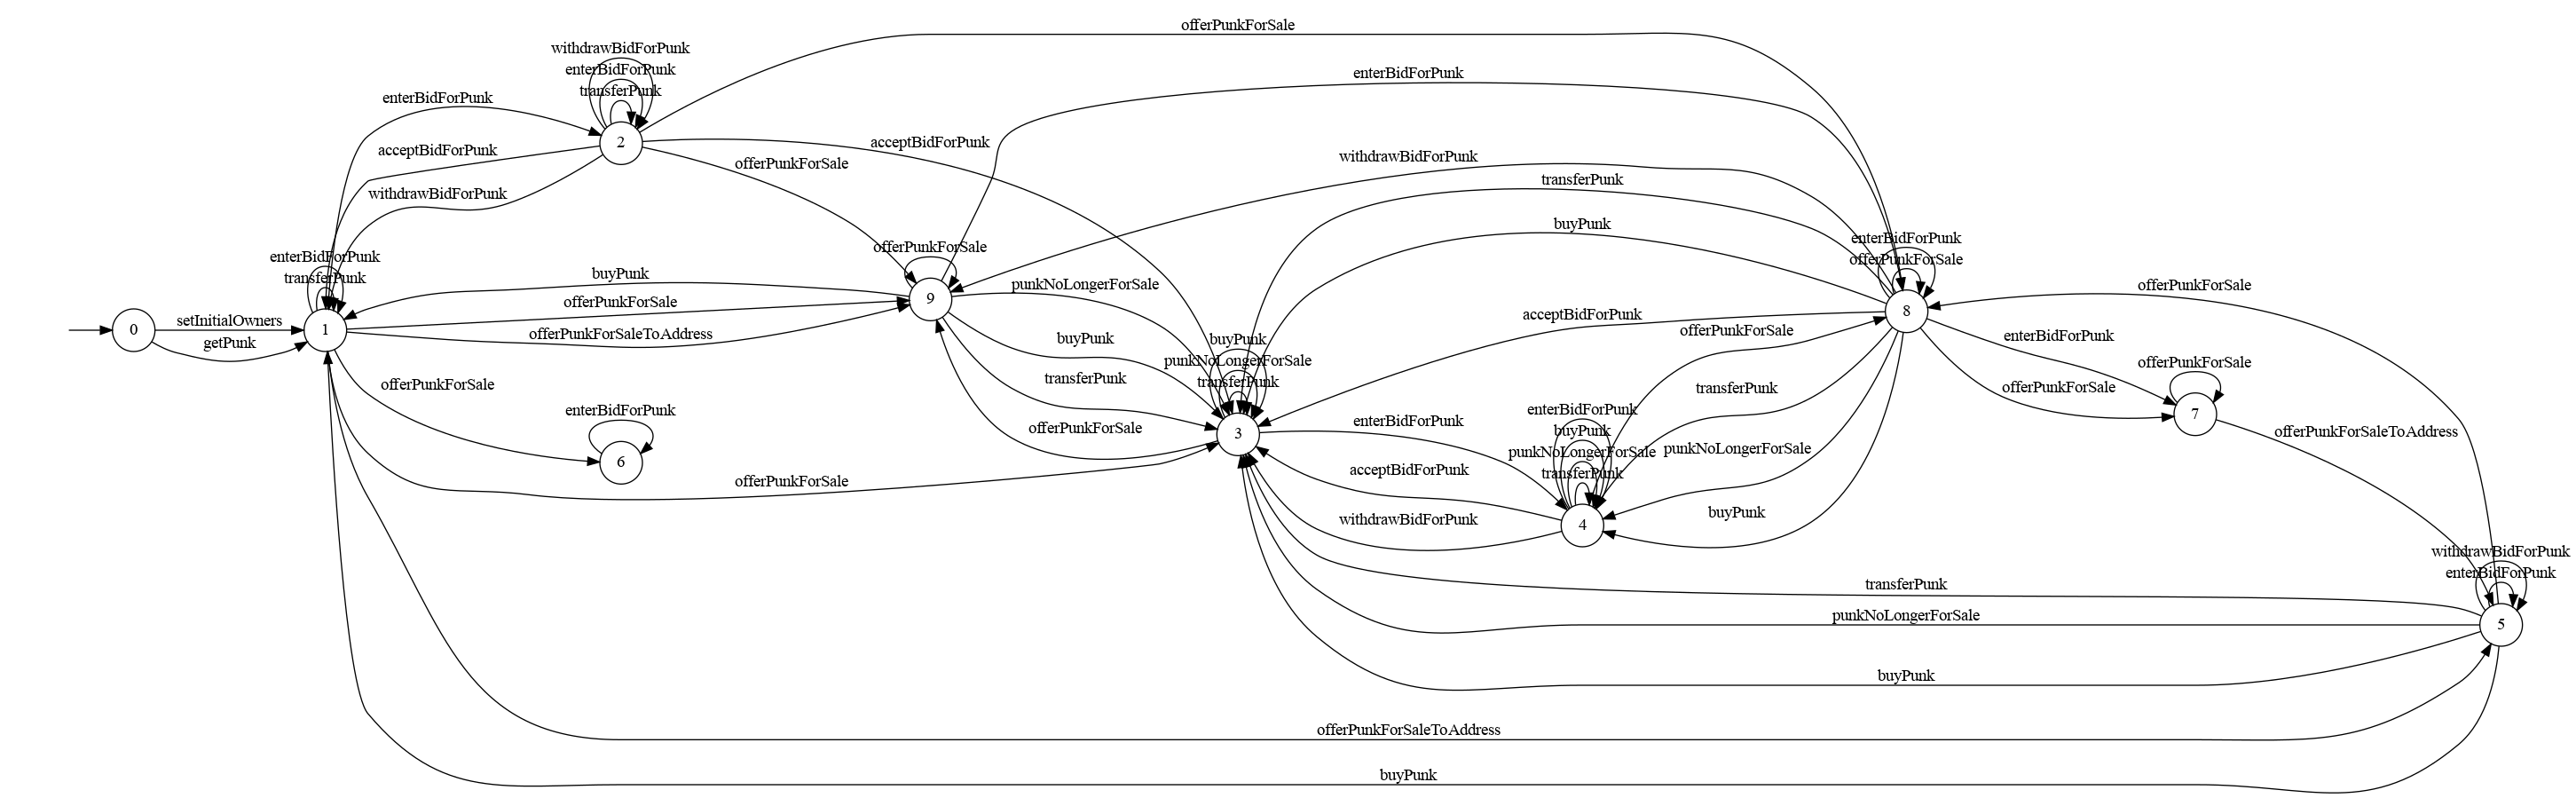 offerPunkForSale
withdrawBidForPunk
enterBidForPunk
transferPunk
enterBidForPunk
enterBidForPunk
2
acceptBidForPunk
acceptBidForPunk
offerPunkForSale
withdrawBidForPunk
withdrawBidForPunk
transferPunk
buyPunk
enterBidForPunk
transferPunk
offerPunkForSale
enterBidForPunk
offerPunkForSale
buyPunk
punkNoLongerForSale
offerPunkForSale
0
setInitialOwners
getPunk
1
offerPunkForSale
offerPunkForSaleToAddress
9
8
acceptBidForPunk
offerPunkForSale
enterBidForPunk
buyPunk
buyPunk
punkNoLongerForSale
transferPunk
transferPunk
offerPunkForSale
offerPunkForSale
transferPunk
offerPunkForSale
7
enterBidForPunk
6
offerPunkForSale
3
enterBidForPunk
enterBidForPunk
buyPunk
punkNoLongerForSale
transferPunk
punkNoLongerForSale
offerPunkForSaleToAddress
acceptBidForPunk
offerPunkForSale
withdrawBidForPunk
4
buyPunk
withdrawBidForPunk
enterBidForPunk
transferPunk
punkNoLongerForSale
5
buyPunk
offerPunkForSaleToAddress
buyPunk